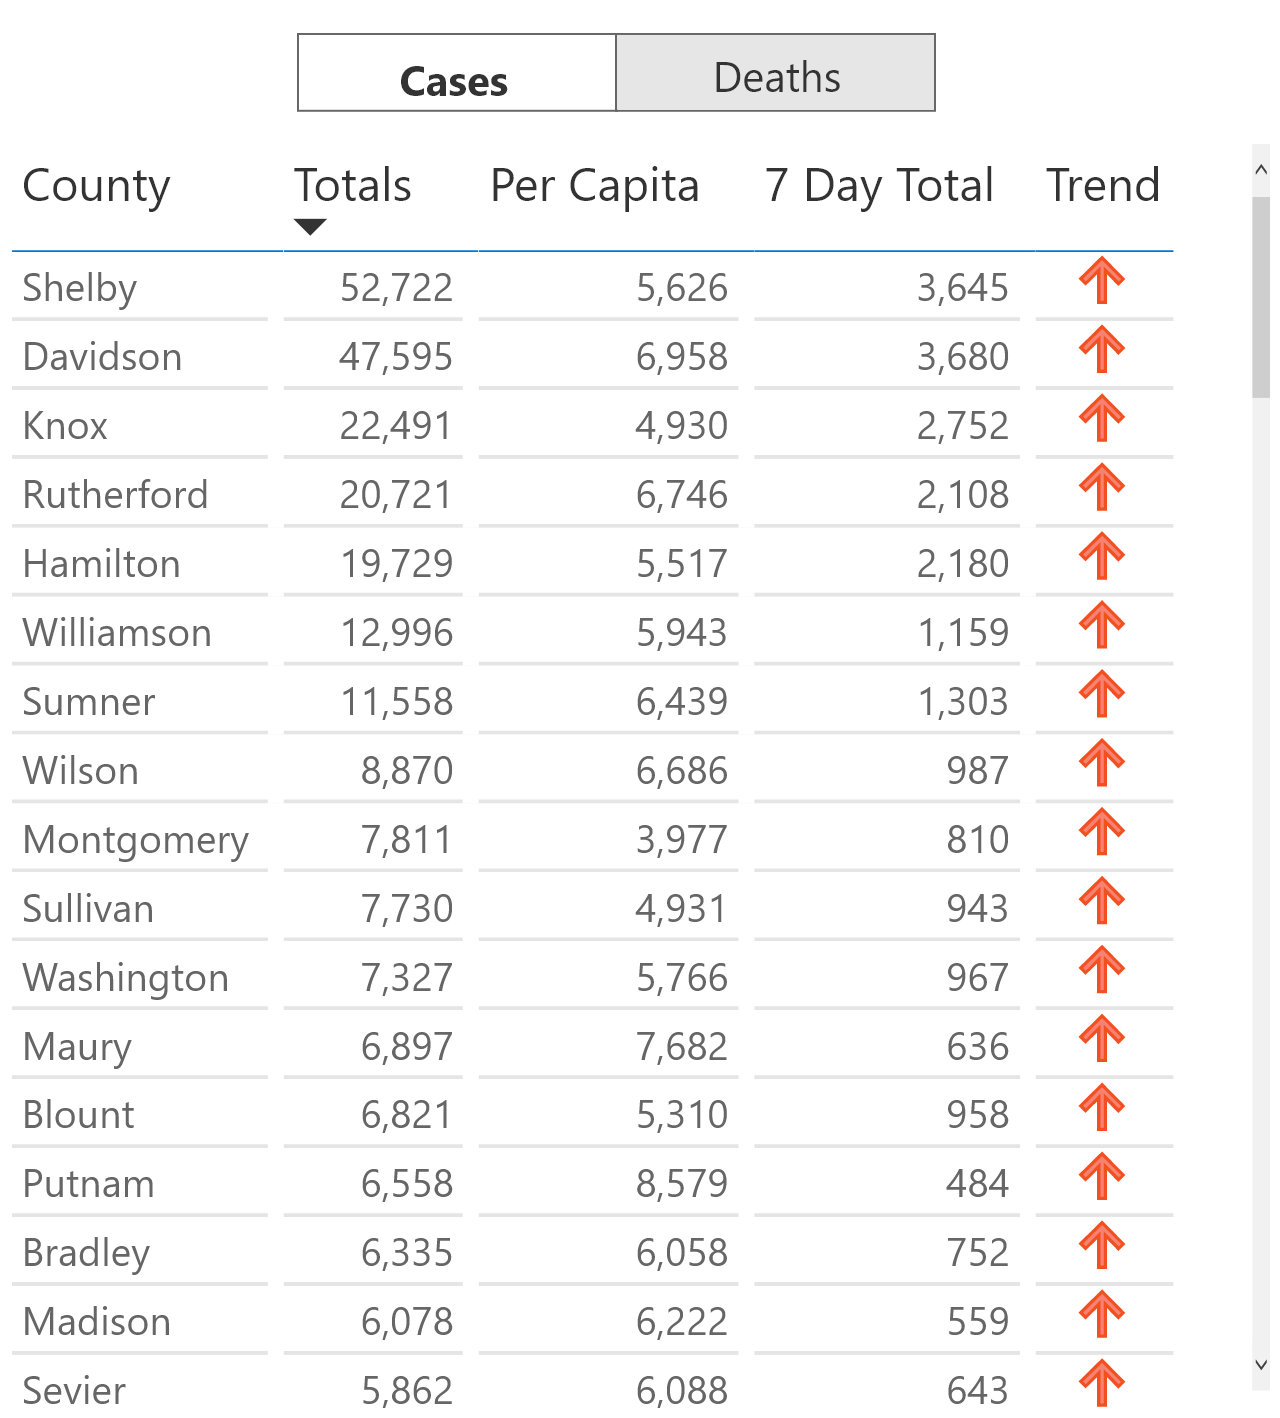 Cases Deaths
County Totals Per Capita 7 Day Total Trend
Shelby 52,722 5,626 3,645
Davidson 47,595 6,958 3,680
Knox 22,491 4,930 2,752
Rutherford 20,721 6,746 2,108
Hamilton 19,729 5,517 2,180
Williamson 12,996 5,943 1,159
Sumner 11,558 6,439 1,303
Wilson 8,870 6,686 987
Montgomery 7,811 3,977 810
Sullivan 7,730 4,931 943
Washington 7,327 5,766 967
Maury 6,897 7,682 636
Blount 6,821 5,310 958
Putnam 6,558 8,579 484
Bradley 6,335 6,058 752
Madison 6,078 6,222 559
Sevier 5,862 6,088 643